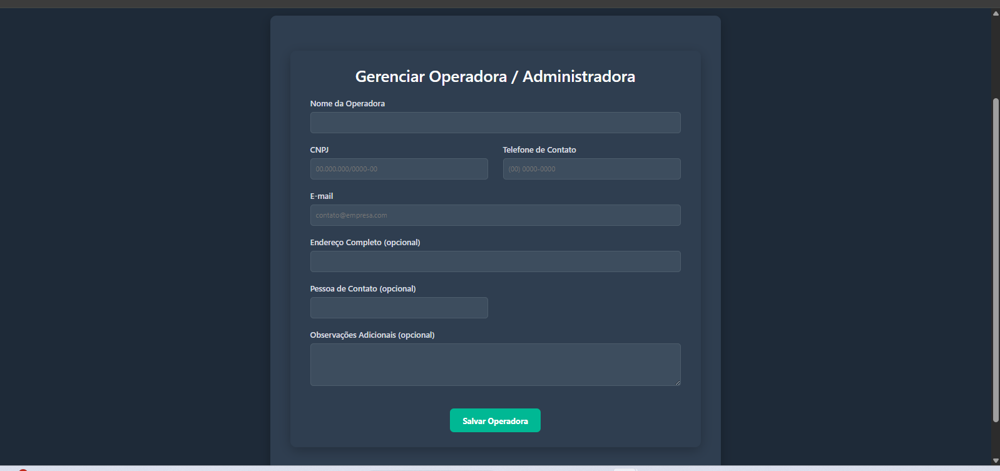 Gerenciar Operadora / Administradora
Nome da Operadora
CNPJ
Telefone de Contato
00.000.000/0000-00
(00) 0000-0000
E-mail
contato@empresa.com
Endereço Completo (opcional)
Pessoa de Contato (opcional)
Observações Adicionais (opcional)
Salvar Operadora